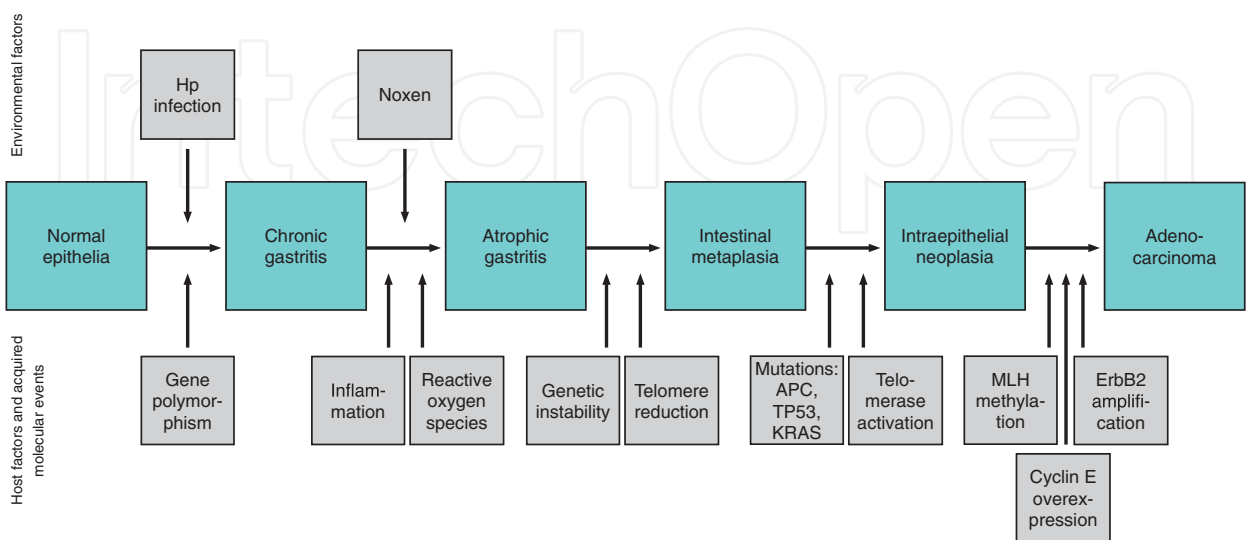 IntechOpen
Environmental factors
Hp
infection
Noxen
Normal
epithelia
Chronic
gastritis
Atrophic
gastritis
Intestinal
metaplasia
Intraepithelial
neoplasia
Adeno-
carcinoma
Host factors and acquired
molecular events
Gene
polymor-
phism
Inflam-
mation
Reactive
oxygen
species
Genetic
instability
Telomere
reduction
Mutations:
APC,
TP53,
KRAS
Telo-
merase
activation
MLH
methyla-
tion
ErbB2
amplifi-
cation
Cyclin E
overex-
pression